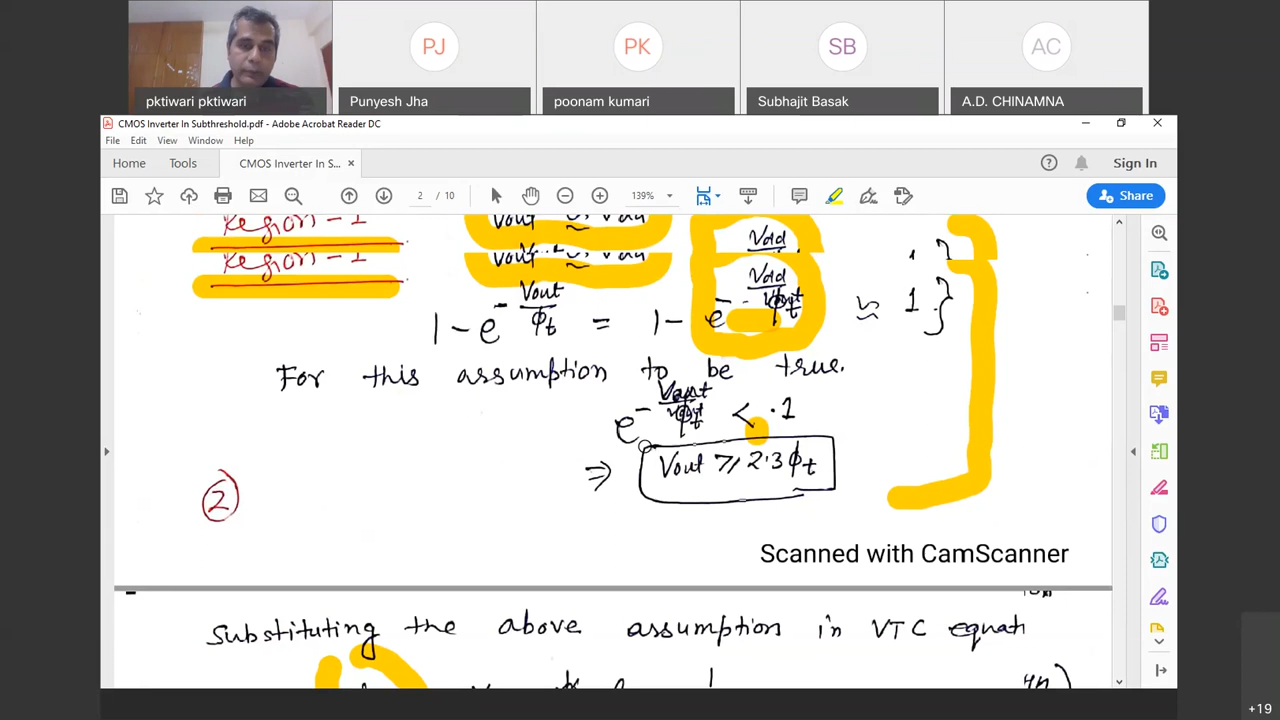 PJ
PK
SB
AC
pktiwari pktiwari
Punyesh Jha
poonam kumari
Subhajit Basak
A.D. CHINAMNA
CMOS Inverter In Subthreshold.pdf - Adobe Acrobat Reader DC
File Edit View Window Help
Home Tools CMOS Inverter In S... × Sign In
2 / 10 139% Share
Region - 1 Vout ≃ Vdd Vdd
Region - 1 Vout ≃ Vdd Vdd
1 - e^-Vout/ϕt = 1 - e^-Vdd/ϕt ≈ 1 }
For this assumption to be true.
e^-Vout/ϕt < .1
⇒ Vout ⩾ 2.3 ϕt
2
Scanned with CamScanner
substituting the above assumption in VTC equati
+19